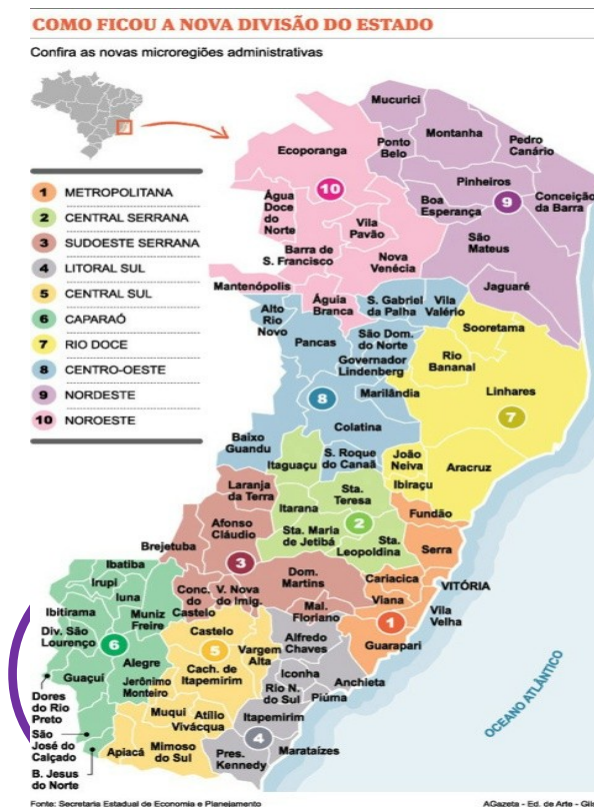 COMO FICOU A NOVA DIVISÃO DO ESTADO
Confira as novas microregiões administrativas
1 METROPOLITANA
2 CENTRAL SERRANA
3 SUDOESTE SERRANA
4 LITORAL SUL
5 CENTRAL SUL
6 CAPARAÓ
7 RIO DOCE
8 CENTRO-OESTE
9 NORDESTE
10 NOROESTE
Mucurici
Montanha
Ponto
Belo
Pedro
Canário
Ecoporanga
10
Pinheiros
Boa
Esperança
9
Conceição
da Barra
Água
Doce
do
Norte
Vila
Pavão
São
Mateus
Barra de
S. Francisco
Nova
Venécia
Jaguaré
Mantenópolis
Águia
Branca
Alto
Rio
Novo
S. Gabriel
da Palha
Vila
Valério
Sooretama
Pancas
São Dom.
do Norte
Governador
Lindenberg
Rio
Bananal
Marilândia
Linhares
7
8
Colatina
Baixo
Guandu
Itaguaçu
S. Roque
do Canaã
João
Neiva
Ibiraçu
Aracruz
Laranja
da Terra
Itarana
Sta.
Teresa
2
Fundão
Afonso
Cláudio
Sta. Maria
de Jetibá
Sta.
Leopoldina
Serra
Brejetuba
3
Dom.
Martins
Cariacica
VITÓRIA
Viana
Vila
Velha
Conc.
do
Castelo
V. Nova
do Imig.
Mal.
Floriano
1
Guarapari
Ibatiba
Irupi
Iuna
Ibitirama
Muniz
Freire
Div. São
Lourenço
6
Castelo
5
Vargem
Alta
Alfredo
Chaves
Anchieta
Alegre
Guaçuí
Jerônimo
Monteiro
Cach. de
Itapemirim
Iconha
Rio N.
do Sul
Piúma
Dores
do Rio
Preto
Muqui
Atílio
Vivácqua
Itapemirim
São
José do
Calçado
Apiacá
Mimoso
do Sul
4
Pres.
Kennedy
Marataízes
B. Jesus
do Norte
OCEANO ATLÂNTICO
Fonte: Secretaria Estadual de Economia e Planejamento
AGazeta - Ed. de Arte - Gils